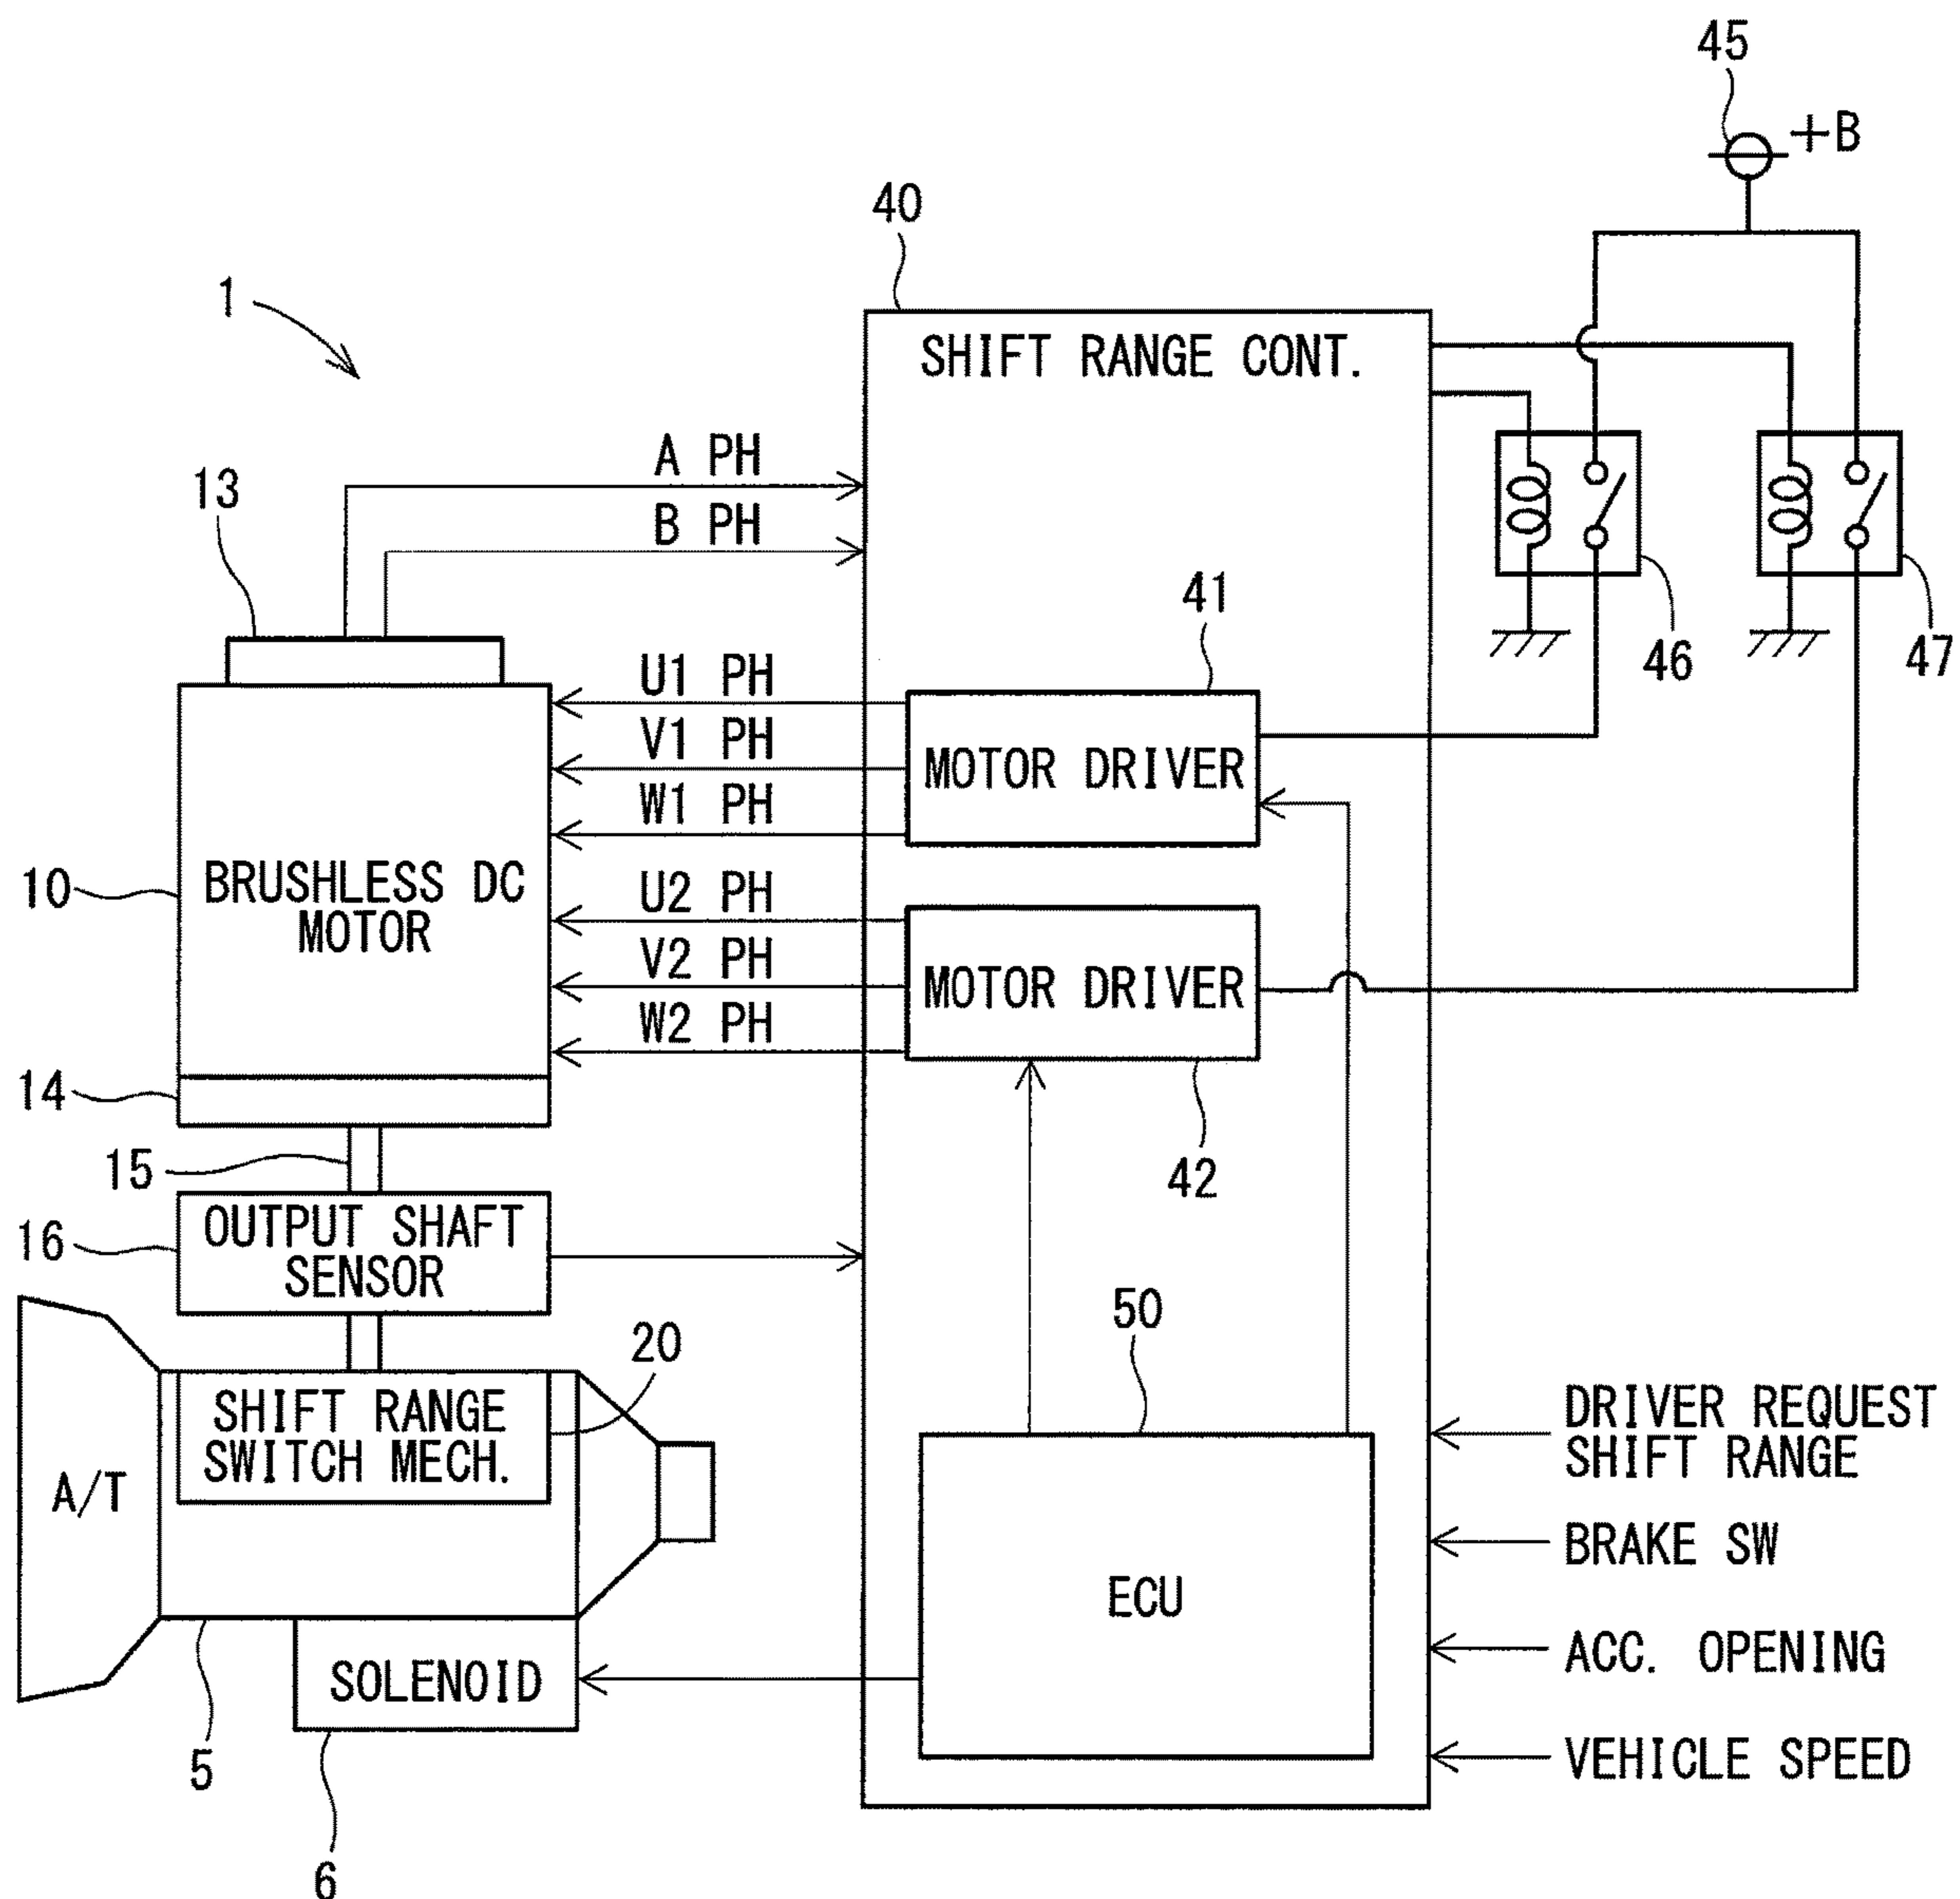 45
+B
40
1
SHIFT RANGE CONT.
A PH
B PH
13
41
46
47
U1 PH
V1 PH
W1 PH
MOTOR DRIVER
10
BRUSHLESS DC
MOTOR
U2 PH
V2 PH
W2 PH
MOTOR DRIVER
14
15
42
16
OUTPUT SHAFT
SENSOR
50
20
SHIFT RANGE
SWITCH MECH.
A/T
DRIVER REQUEST
SHIFT RANGE
BRAKE SW
ECU
ACC. OPENING
SOLENOID
VEHICLE SPEED
5
6